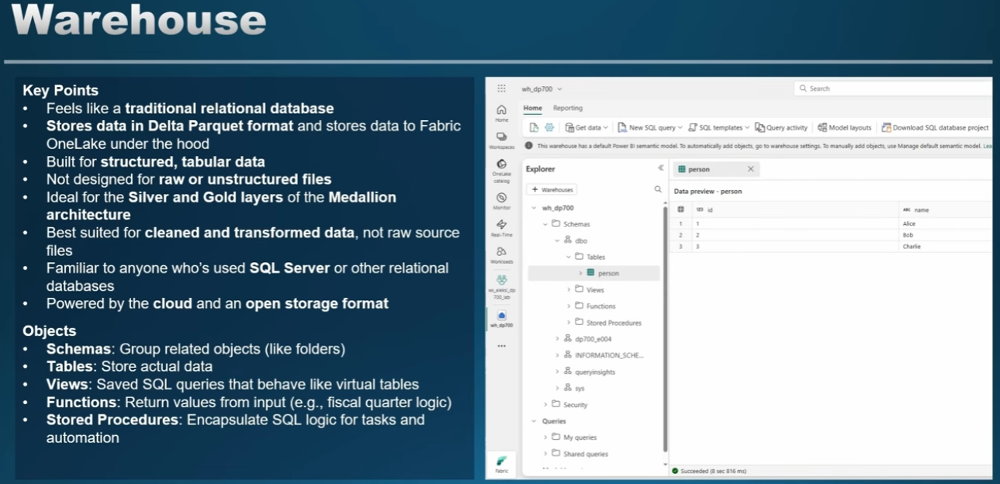 Warehouse
Key Points
• Feels like a traditional relational database
• Stores data in Delta Parquet format and stores data to Fabric
OneLake under the hood
• Built for structured, tabular data
• Not designed for raw or unstructured files
• Ideal for the Silver and Gold layers of the Medallion
architecture
• Best suited for cleaned and transformed data, not raw source
files
• Familiar to anyone who's used SQL Server or other relational
databases
• Powered by the cloud and an open storage format
Objects
• Schemas: Group related objects (like folders)
• Tables: Store actual data
• Views: Saved SQL queries that behave like virtual tables
• Functions: Return values from input (e.g., fiscal quarter logic)
• Stored Procedures: Encapsulate SQL logic for tasks and
automation
wh_dp700
Search
Home
Workspaces
OneLake
catalog
Monitor
Real-Time
Workloads
ws_aleksi_dp
700_lab
wh_dp700
Fabric
Home Reporting
Get data New SQL query SQL templates Query activity Model layouts Download SQL database project
This warehouse has a default Power BI semantic model. To automatically add objects, go to warehouse settings. To manually add objects, use Manage default semantic model. Lea
Explorer
+ Warehouses
wh_dp700
Schemas
dbo
Tables
person
Views
Functions
Stored Procedures
dp700_e004
INFORMATION_SCHE...
queryinsights
sys
Security
Queries
My queries
Shared queries
person
Data preview - person
123 id ABC name
1 1 Alice
2 2 Bob
3 3 Charlie
Succeeded (8 sec 816 ms)